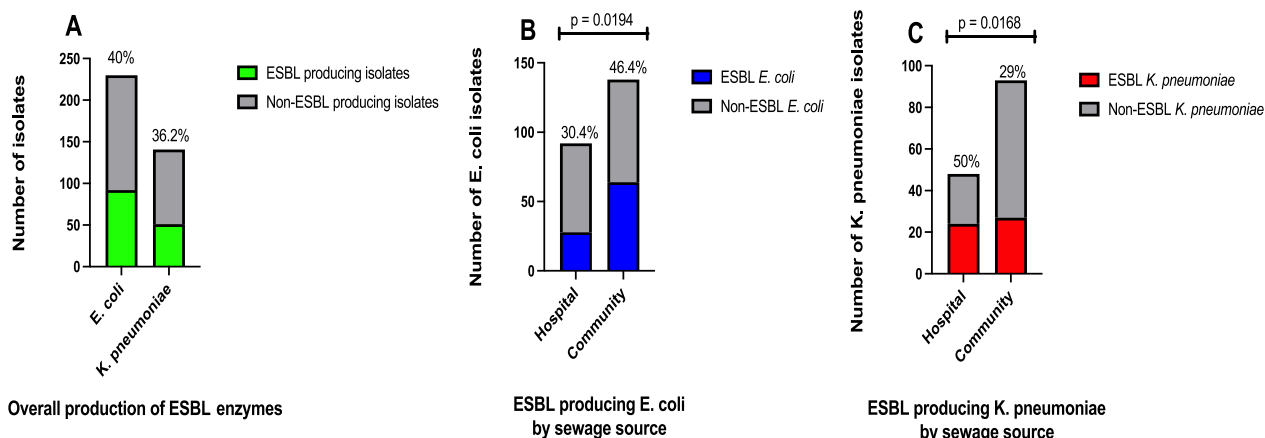 A
Number of isolates
250
200
150
100
50
0
40%
36.2%
E. coli
K. pneumoniae
ESBL producing isolates
Non-ESBL producing isolates
Overall production of ESBL enzymes
B
p = 0.0194
Number of E. coli isolates
150
100
50
0
30.4%
46.4%
Hospital
Community
ESBL E. coli
Non-ESBL E. coli
ESBL producing E. coli
by sewage source
C
p = 0.0168
Number of K. pneumoniae isolates
100
80
60
40
20
0
50%
29%
Hospital
Community
ESBL K. pneumoniae
Non-ESBL K. pneumoniae
ESBL producing K. pneumoniae
by sewage source